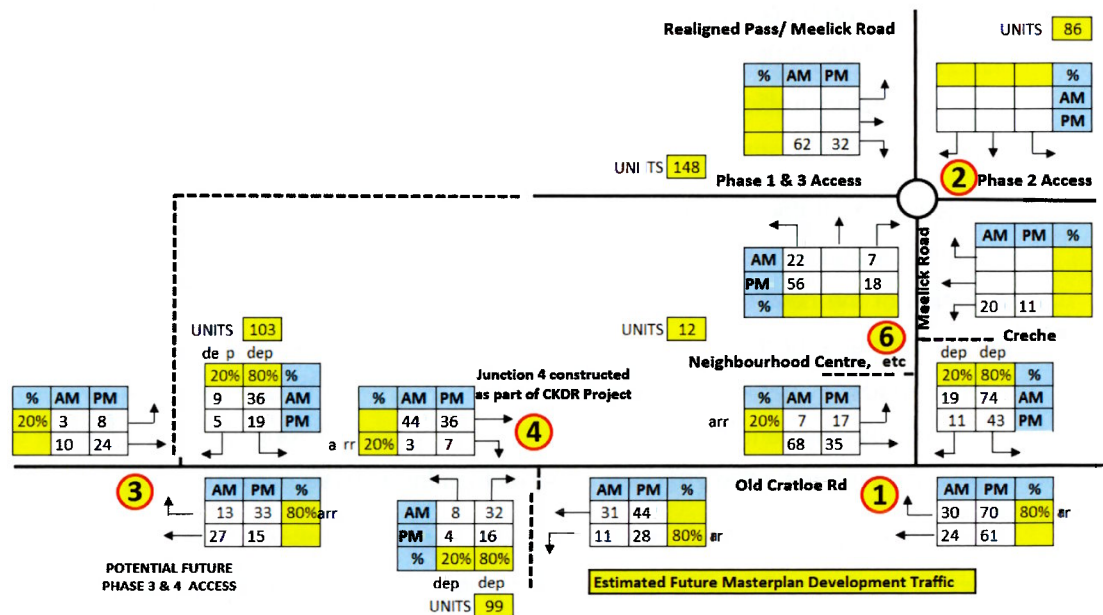 Realigned Pass/ Meelick Road
UNITS 86
% AM PM
62 32
%
AM
PM
UNITS 148
Phase 1 & 3 Access
2 Phase 2 Access
AM 22 7
PM 56 18
%
Meelick Road
AM PM %
20 11
6
Creche
Neighbourhood Centre, etc
UNITS 103
UNITS 12
dep dep
20% 80% %
9 36 AM
5 19 PM
Junction 4 constructed
as part of CKDR Project
dep dep
20% 80% %
19 74 AM
11 43 PM
% AM PM
20% 3 8
10 24
% AM PM
44 36
arr 20% 3 7
4
% AM PM
arr 20% 7 17
68 35
3
Old Cratloe Rd
1
AM PM %
13 33 80% arr
27 15
AM 8 32
PM 4 16
% 20% 80%
dep dep
UNITS 99
AM PM %
31 44
11 28 80% ar
AM PM %
30 70 80% ar
24 61
POTENTIAL FUTURE
PHASE 3 & 4 ACCESS
Estimated Future Masterplan Development Traffic